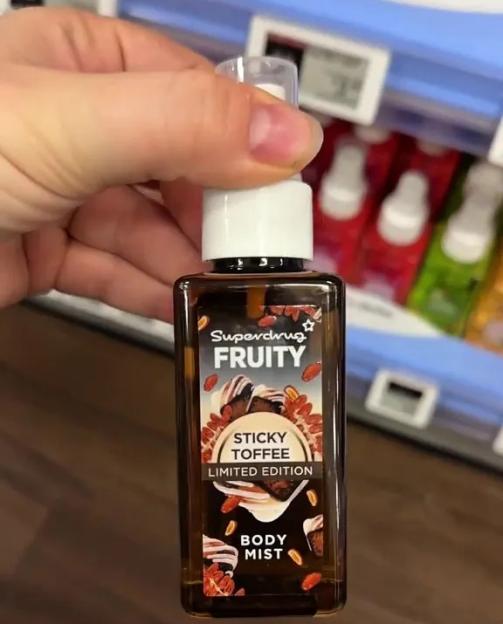 Superdrug
FRUITY
STICKY
TOFFEE
LIMITED EDITION
BODY
MIST